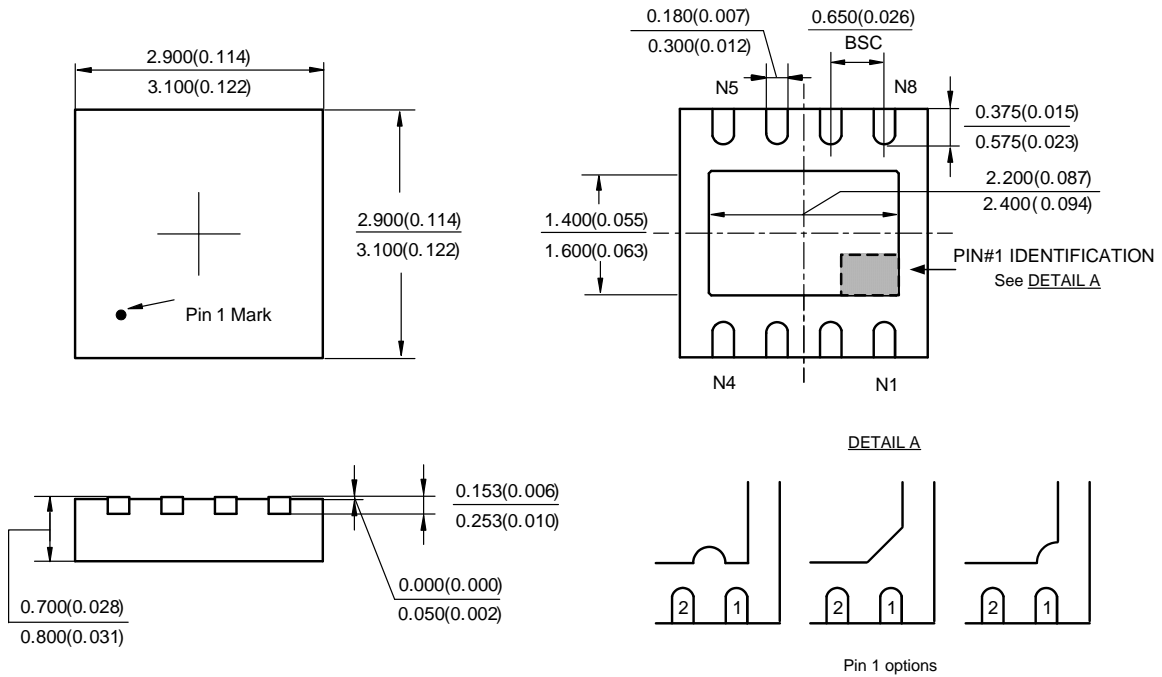 2.900(0.114)
3.100(0.122)
2.900(0.114)
3.100(0.122)
Pin 1 Mark
0.180(0.007)
0.300(0.012)
0.650(0.026)
BSC
N5
N8
0.375(0.015)
0.575(0.023)
2.200(0.087)
2.400(0.094)
1.400(0.055)
1.600(0.063)
PIN#1 IDENTIFICATION
See DETAIL A
N4
N1
0.153(0.006)
0.253(0.010)
0.000(0.000)
0.050(0.002)
0.700(0.028)
0.800(0.031)
DETAIL A
2 1
2 1
2 1
Pin 1 options